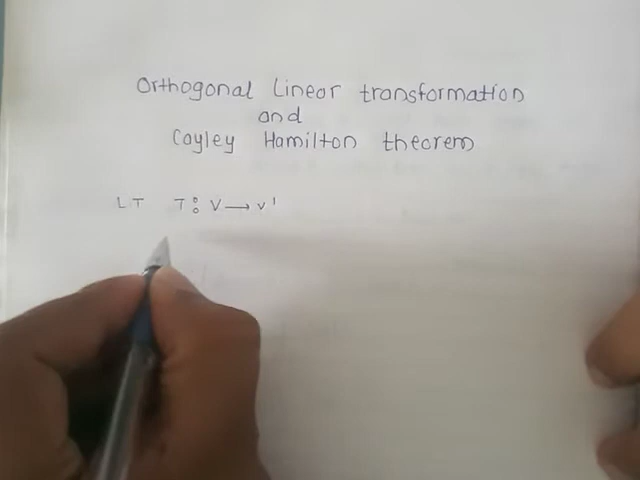 Orthogonal Linear transformation
and
Cayley Hamilton theorem
LT T: V → V'